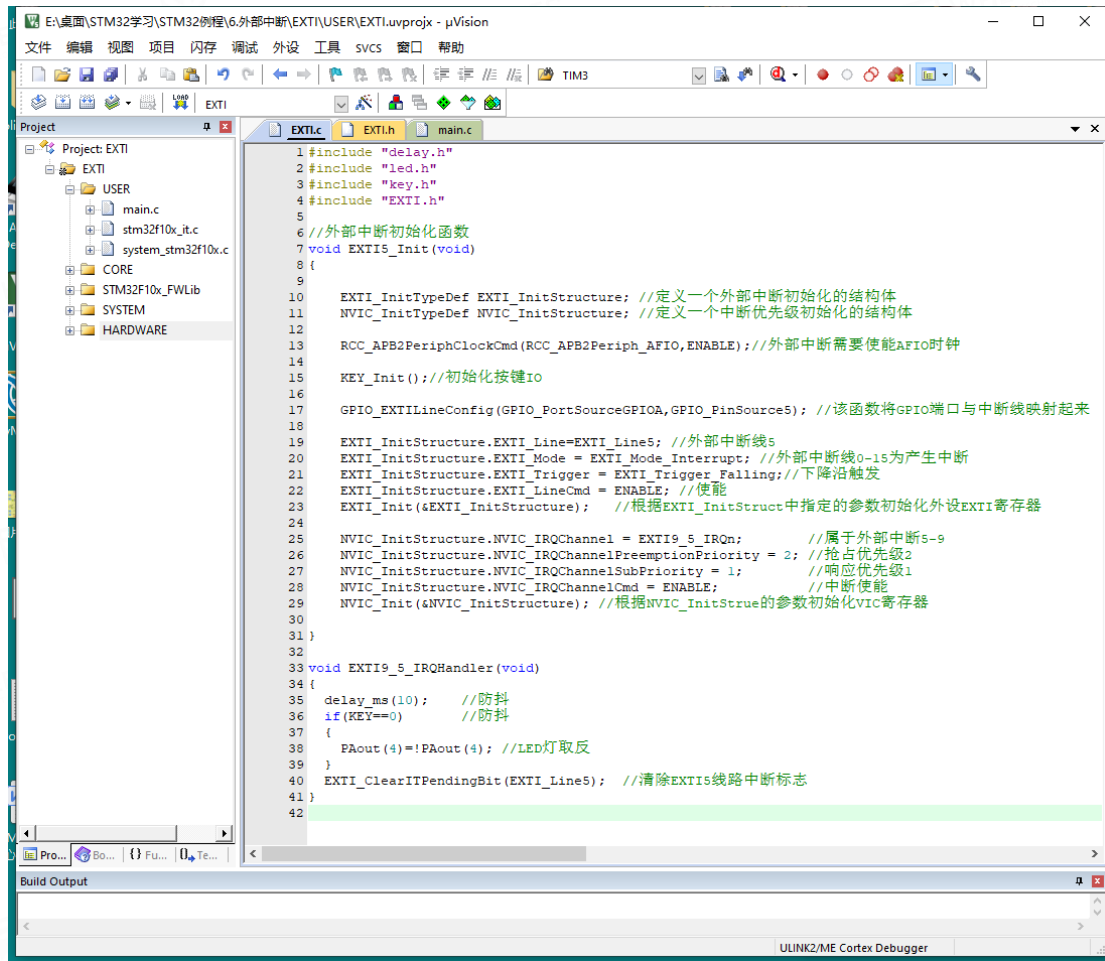 E:\桌面\STM32学习\STM32例程\6.外部中断\EXTI\USER\EXTI.uvprojx - µVision
文件 编辑 视图 项目 闪存 调试 外设 工具 SVCS 窗口 帮助
TIM3
LOAD EXTI
Project
EXTI.c EXTI.h main.c
Project: EXTI
EXTI
USER
main.c
stm32f10x_it.c
system_stm32f10x.c
CORE
STM32F10x_FWLib
SYSTEM
HARDWARE
1 #include "delay.h"
2 #include "led.h"
3 #include "key.h"
4 #include "EXTI.h"
5
6 //外部中断初始化函数
7 void EXTI5_Init(void)
8 {
9
10 EXTI_InitTypeDef EXTI_InitStructure; //定义一个外部中断初始化的结构体
11 NVIC_InitTypeDef NVIC_InitStructure; //定义一个中断优先级初始化的结构体
12
13 RCC_APB2PeriphClockCmd(RCC_APB2Periph_AFIO,ENABLE);//外部中断需要使能AFIO时钟
14
15 KEY_Init();//初始化按键IO
16
17 GPIO_EXTILineConfig(GPIO_PortSourceGPIOA,GPIO_PinSource5); //该函数将GPIO端口与中断线映射起来
18
19 EXTI_InitStructure.EXTI_Line=EXTI_Line5; //外部中断线5
20 EXTI_InitStructure.EXTI_Mode = EXTI_Mode_Interrupt; //外部中断线0-15为产生中断
21 EXTI_InitStructure.EXTI_Trigger = EXTI_Trigger_Falling;//下降沿触发
22 EXTI_InitStructure.EXTI_LineCmd = ENABLE; //使能
23 EXTI_Init(&EXTI_InitStructure); //根据EXTI_InitStruct中指定的参数初始化外设EXTI寄存器
24
25 NVIC_InitStructure.NVIC_IRQChannel = EXTI9_5_IRQn; //属于外部中断5-9
26 NVIC_InitStructure.NVIC_IRQChannelPreemptionPriority = 2; //抢占优先级2
27 NVIC_InitStructure.NVIC_IRQChannelSubPriority = 1; //响应优先级1
28 NVIC_InitStructure.NVIC_IRQChannelCmd = ENABLE; //中断使能
29 NVIC_Init(&NVIC_InitStructure); //根据NVIC_InitStrue的参数初始化VIC寄存器
30
31 }
32
33 void EXTI9_5_IRQHandler(void)
34 {
35 delay_ms(10); //防抖
36 if(KEY==0) //防抖
37 {
38 PAout(4)=!PAout(4); //LED灯取反
39 }
40 EXTI_ClearITPendingBit(EXTI_Line5); //清除EXTI5线路中断标志
41 }
42
Pro... Bo... {} Fu... 0 Te...
Build Output
ULINK2/ME Cortex Debugger